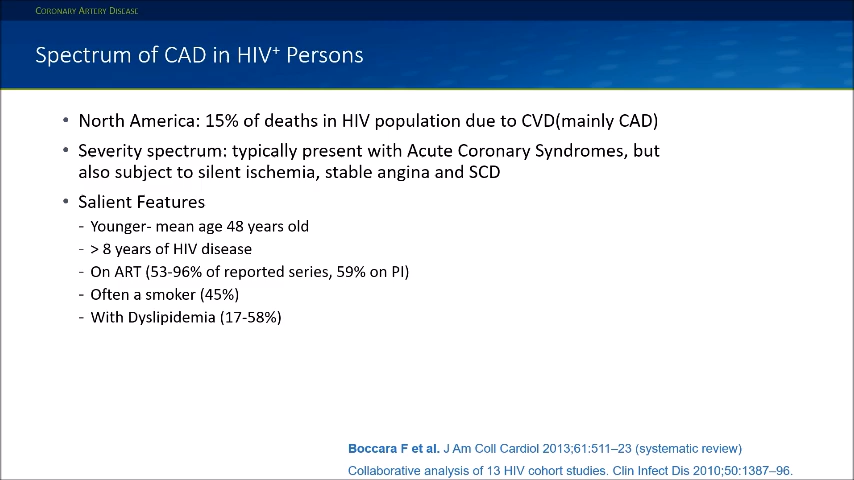 CORONARY ARTERY DISEASE
Spectrum of CAD in HIV+ Persons
• North America: 15% of deaths in HIV population due to CVD(mainly CAD)
• Severity spectrum: typically present with Acute Coronary Syndromes, but
also subject to silent ischemia, stable angina and SCD
• Salient Features
- Younger- mean age 48 years old
- > 8 years of HIV disease
- On ART (53-96% of reported series, 59% on PI)
- Often a smoker (45%)
- With Dyslipidemia (17-58%)
Boccara F et al. J Am Coll Cardiol 2013;61:511–23 (systematic review)
Collaborative analysis of 13 HIV cohort studies. Clin Infect Dis 2010;50:1387–96.